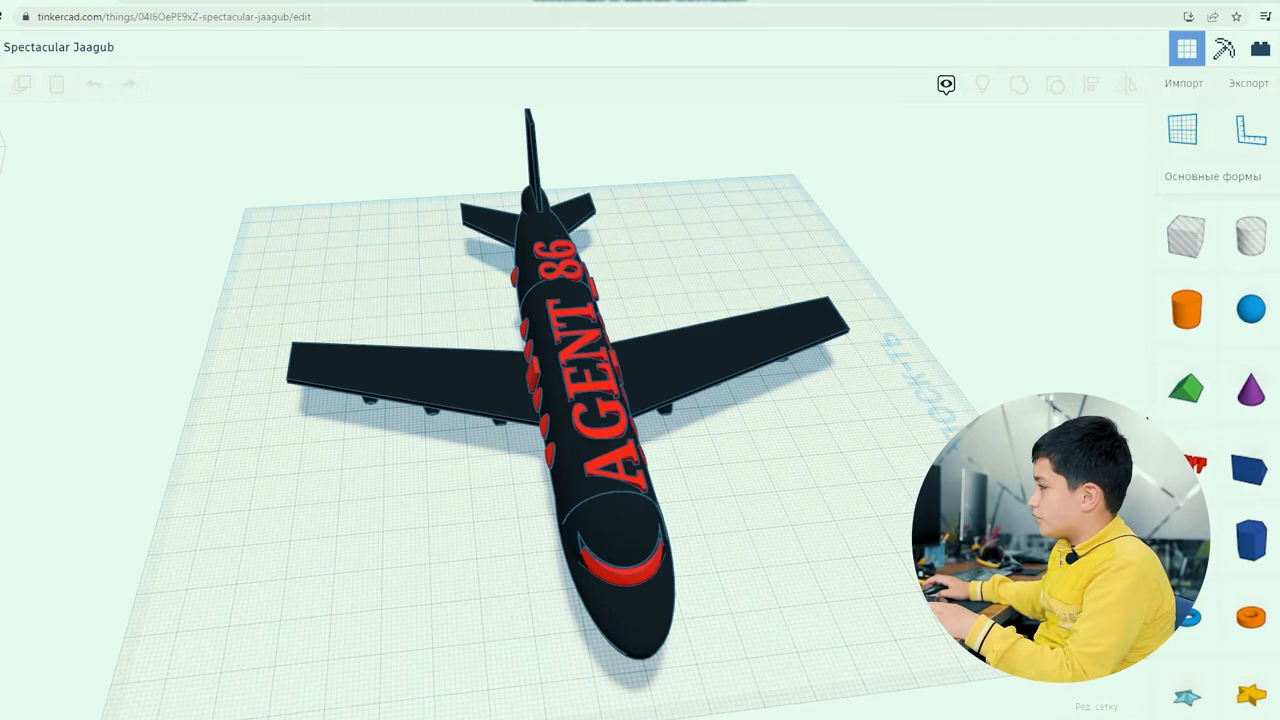 tinkercad.com/things/04I6OePE9xZ-spectacular-jaagub/edit
Spectacular Jaagub
Импорт
Экспорт
Основные формы
AGENT 86
Ред. сетку